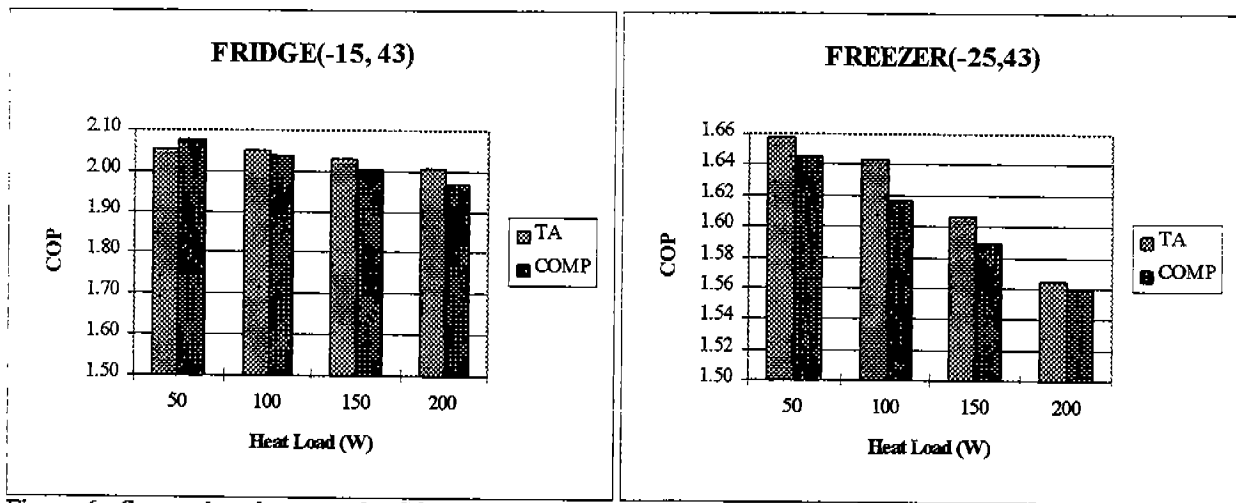 FRIDGE(-15, 43)
2.10
2.00
1.90
1.80
1.70
1.60
1.50
COP
50 100 150 200
Heat Load (W)
TA
COMP
FREEZER(-25,43)
1.66
1.64
1.62
1.60
1.58
1.56
1.54
1.52
1.50
COP
50 100 150 200
Heat Load (W)
TA
COMP